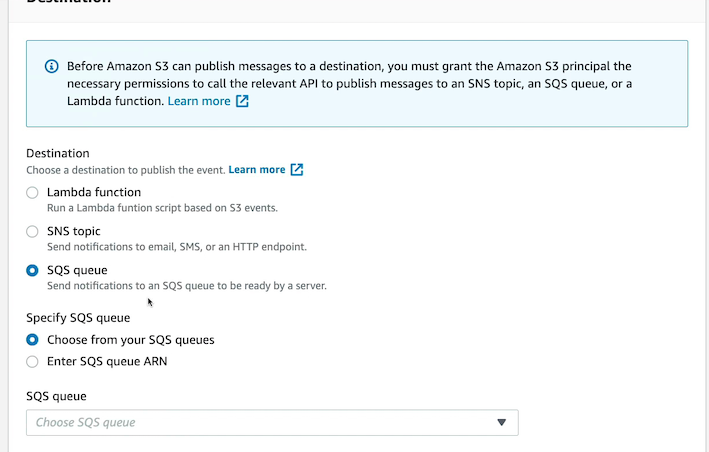 Destination
Before Amazon S3 can publish messages to a destination, you must grant the Amazon S3 principal the
necessary permissions to call the relevant API to publish messages to an SNS topic, an SQS queue, or a
Lambda function. Learn more
Destination
Choose a destination to publish the event. Learn more
Lambda function
Run a Lambda funtion script based on S3 events.
SNS topic
Send notifications to email, SMS, or an HTTP endpoint.
SQS queue
Send notifications to an SQS queue to be ready by a server.
Specify SQS queue
Choose from your SQS queues
Enter SQS queue ARN
SQS queue
Choose SQS queue